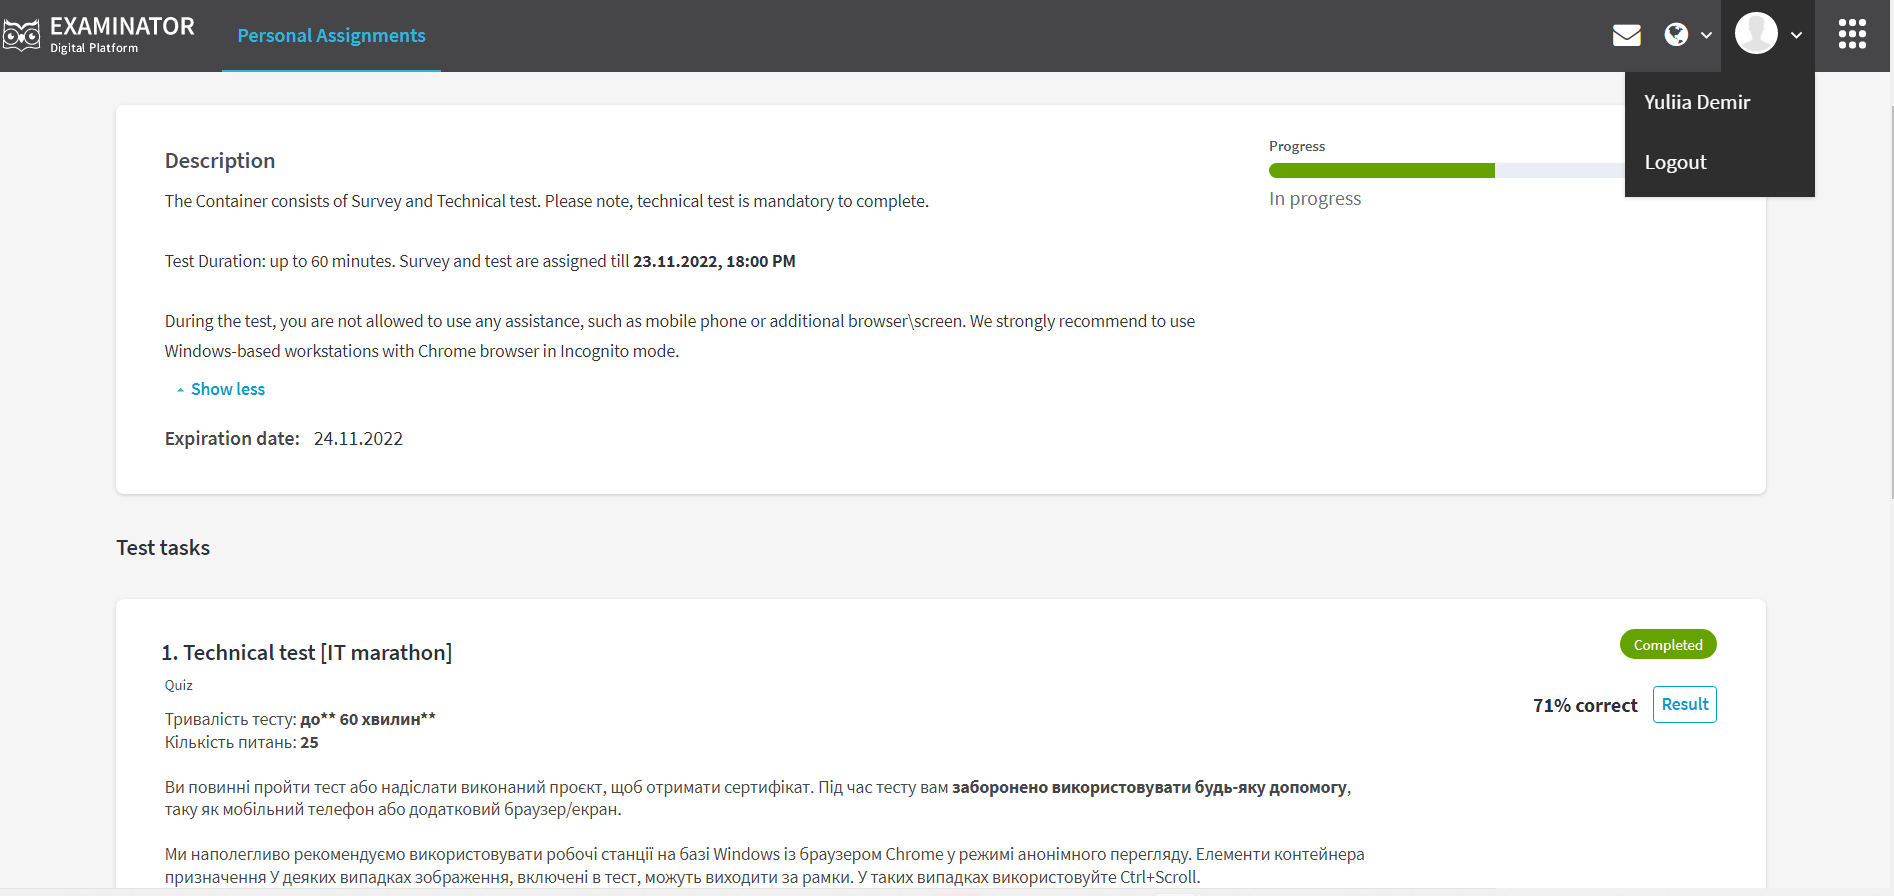 EXAMINATOR
Digital Platform
Personal Assignments
Yuliia Demir
Logout
Description
The Container consists of Survey and Technical test. Please note, technical test is mandatory to complete.
Test Duration: up to 60 minutes. Survey and test are assigned till 23.11.2022, 18:00 PM
During the test, you are not allowed to use any assistance, such as mobile phone or additional browser\screen. We strongly recommend to use
Windows-based workstations with Chrome browser in Incognito mode.
Show less
Expiration date: 24.11.2022
Progress
In progress
Test tasks
1. Technical test [IT marathon]
Quiz
Тривалість тесту: до** 60 хвилин**
Кількість питань: 25
Completed
71% correct
Result
Ви повинні пройти тест або надіслати виконаний проєкт, щоб отримати сертифікат. Під час тесту вам заборонено використовувати будь-яку допомогу,
таку як мобільний телефон або додатковий браузер/екран.
Ми наполегливо рекомендуємо використовувати робочі станції на базі Windows із браузером Chrome у режимі анонімного перегляду. Елементи контейнера
призначення У деяких випадках зображення, включені в тест, можуть виходити за рамки. У таких випадках використовуйте Ctrl+Scroll.